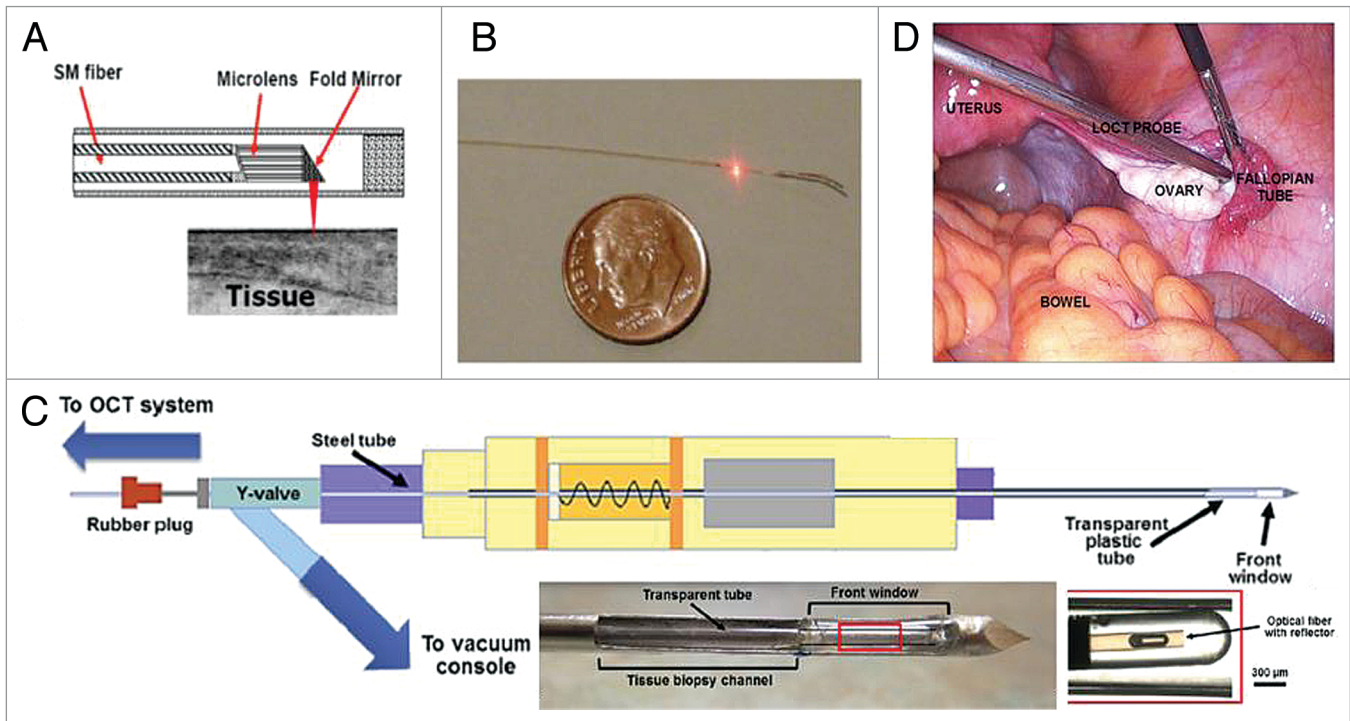 A
SM fiber
Microlens
Fold Mirror
Tissue
B
LIBERTY
D
UTERUS
LOCT PROBE
OVARY
FALLOPIAN
TUBE
BOWEL
C
To OCT system
Steel tube
Y-valve
Rubber plug
Transparent
plastic
tube
Front
window
To vacuum
console
Transparent tube
Front window
Tissue biopsy channel
Optical fiber
with reflector
300 µm